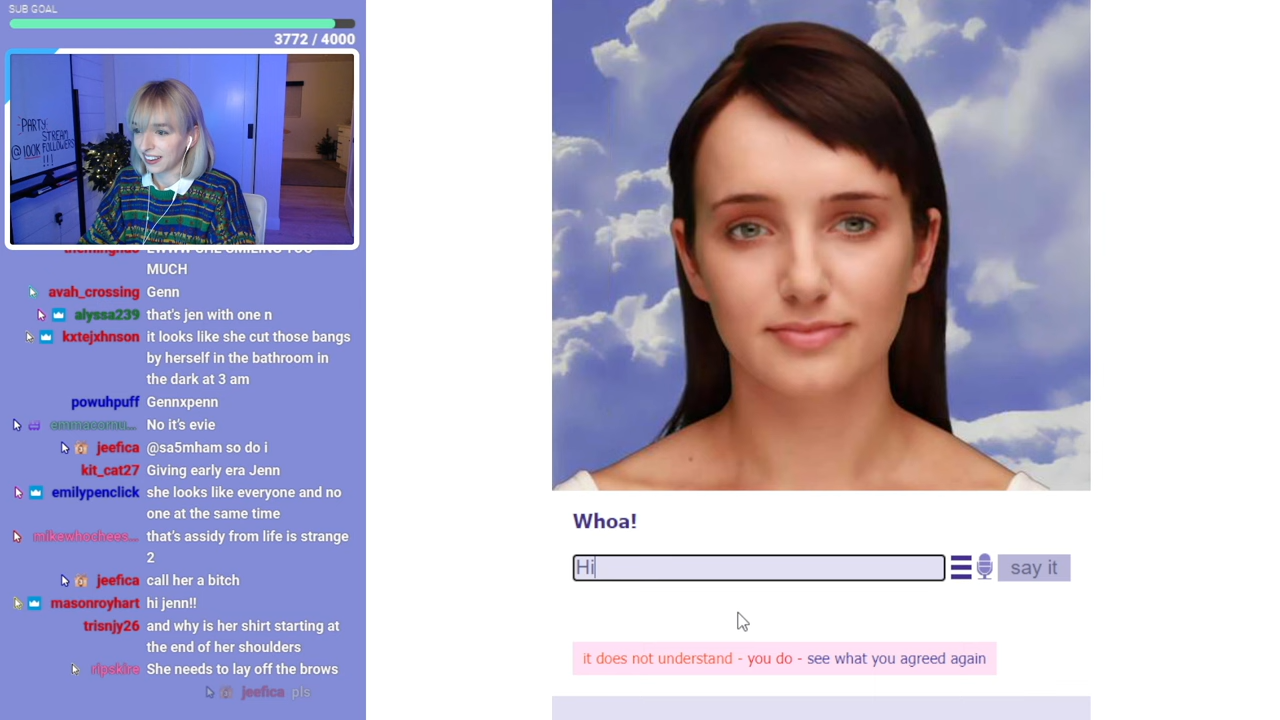 SUB GOAL
3772 / 4000
PARTY
STREAM
@100K FOLLOWERS
!!!
MUCH
avah_crossing Genn
alyssa239 that's jen with one n
kxtejxhnson it looks like she cut those bangs
by herself in the bathroom in
the dark at 3 am
powuhpuff Gennxpenn
emmacornu... No it's evie
jeefica @sa5mham so do i
kit_cat27 Giving early era Jenn
emilypenclick she looks like everyone and no
one at the same time
mikewhochees... that's assidy from life is strange
2
jeefica call her a bitch
masonroyhart hi jenn!!
trisnjy26 and why is her shirt starting at
the end of her shoulders
ripskire She needs to lay off the brows
jeefica pls
Whoa!
Hi
say it
it does not understand - you do - see what you agreed again